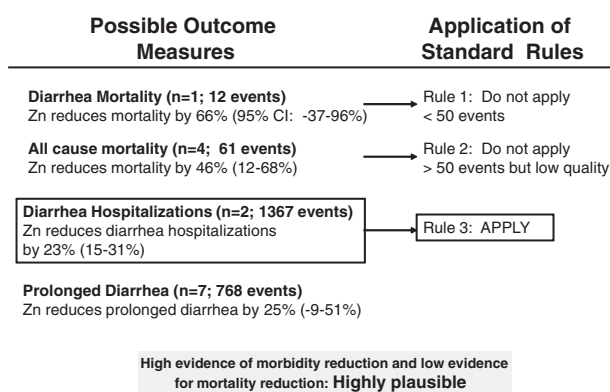 Possible Outcome Measures
Application of Standard Rules
Diarrhea Mortality (n=1; 12 events)
Zn reduces mortality by 66% (95% CI: -37-96%)
Rule 1: Do not apply
< 50 events
All cause mortality (n=4; 61 events)
Zn reduces mortality by 46% (12-68%)
Rule 2: Do not apply
> 50 events but low quality
Diarrhea Hospitalizations (n=2; 1367 events)
Zn reduces diarrhea hospitalizations
by 23% (15-31%)
Rule 3: APPLY
Prolonged Diarrhea (n=7; 768 events)
Zn reduces prolonged diarrhea by 25% (-9-51%)
High evidence of morbidity reduction and low evidence
for mortality reduction: Highly plausible